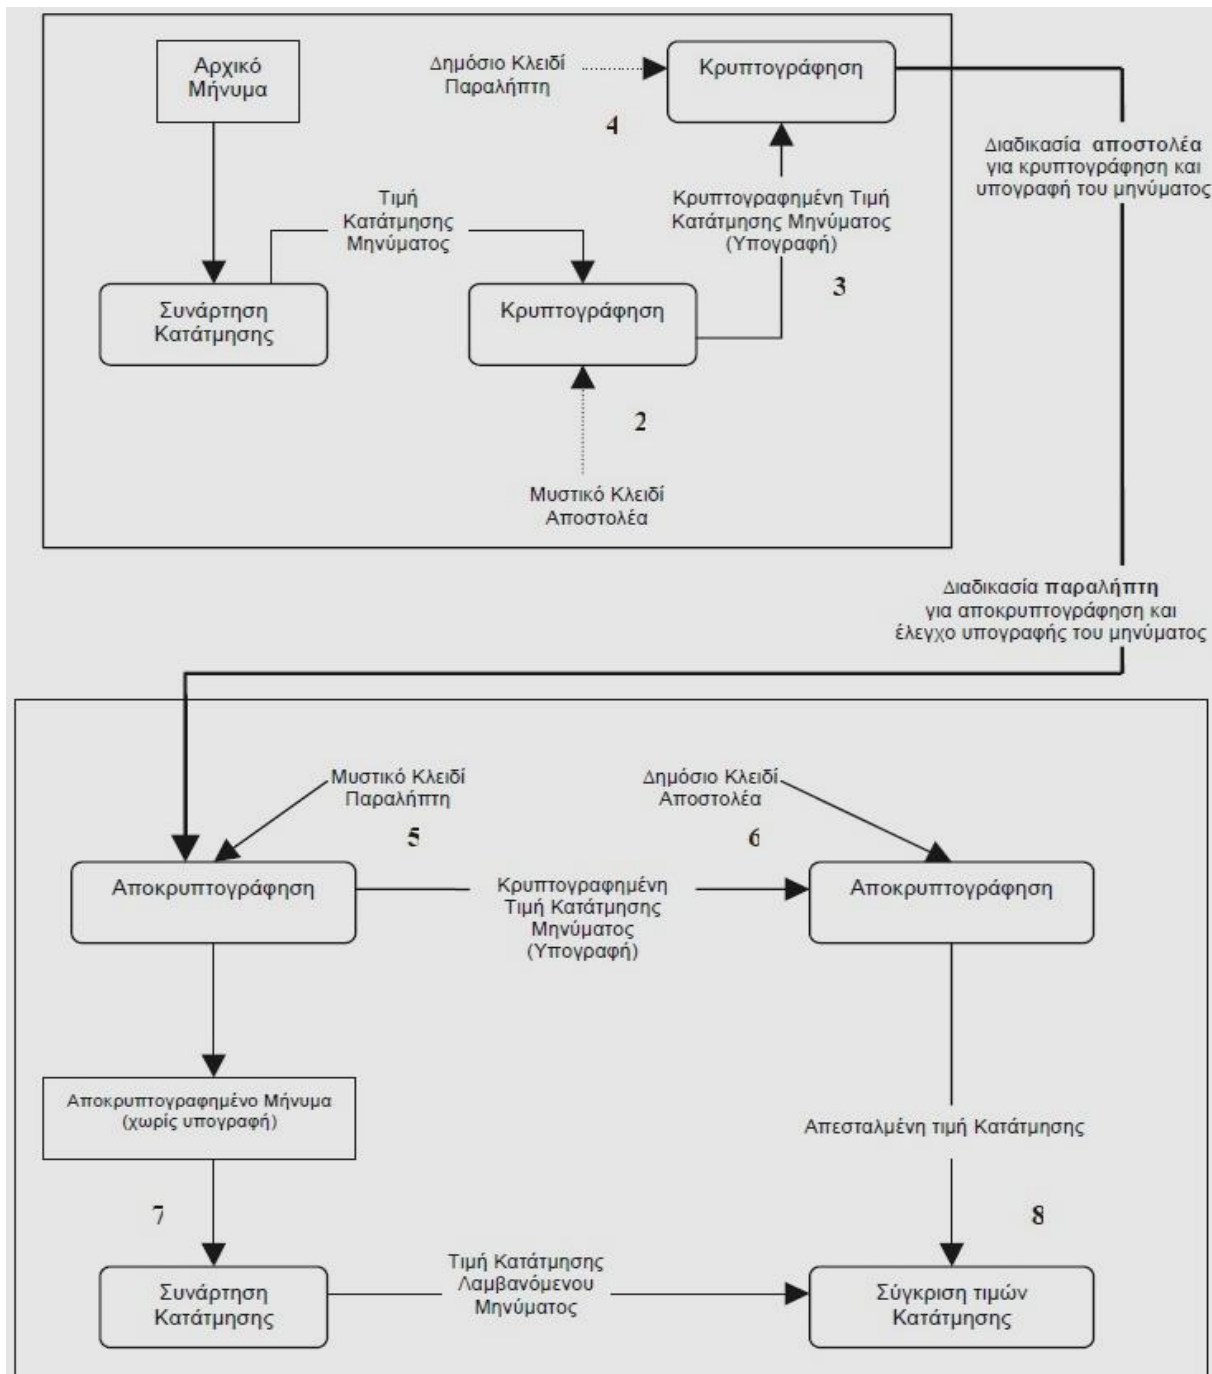 Αρχικό
Μήνυμα
Δημόσιο Κλειδί
Παραλήπτη
4
Κρυπτογράφηση
Διαδικασία αποστολέα
για κρυπτογράφηση και
υπογραφή του μηνύματος
Τιμή
Κατάτμησης
Μηνύματος
Κρυπτογραφημένη Τιμή
Κατάτμησης Μηνύματος
(Υπογραφή)
3
Συνάρτηση
Κατάτμησης
Κρυπτογράφηση
2
Μυστικό Κλειδί
Αποστολέα
Διαδικασία παραλήπτη
για αποκρυπτογράφηση και
έλεγχο υπογραφής του μηνύματος
Μυστικό Κλειδί
Παραλήπτη
5
Δημόσιο Κλειδί
Αποστολέα
6
Αποκρυπτογράφηση
Κρυπτογραφημένη
Τιμή Κατάτμησης
Μηνύματος
(Υπογραφή)
Αποκρυπτογράφηση
Αποκρυπτογραφημένο Μήνυμα
(χωρίς υπογραφή)
Απεσταλμένη τιμή Κατάτμησης
7
8
Συνάρτηση
Κατάτμησης
Τιμή Κατάτμησης
Λαμβανόμενου
Μηνύματος
Σύγκριση τιμών
Κατάτμησης